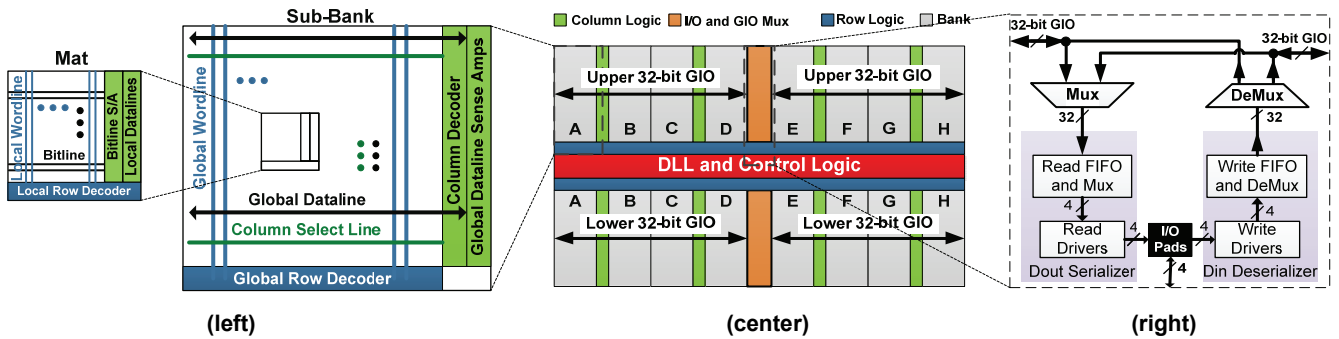 Mat
Local Wordline
Bitline
Bitline S/A
Local Datalines
Local Row Decoder
Sub-Bank
Global Wordline
Global Dataline
Column Select Line
Column Decoder
Global Dataline Sense Amps
Global Row Decoder
(left)
Column Logic
I/O and GIO Mux
Row Logic
Bank
Upper 32-bit GIO
Upper 32-bit GIO
A B C D E F G H
DLL and Control Logic
A B C D E F G H
Lower 32-bit GIO
Lower 32-bit GIO
(center)
32-bit GIO
32-bit GIO
Mux
DeMux
32
32
Read FIFO
and Mux
Write FIFO
and DeMux
4
4
Read
Drivers
4
I/O
Pads
4
Write
Drivers
Dout Serializer
4
Din Deserializer
(right)